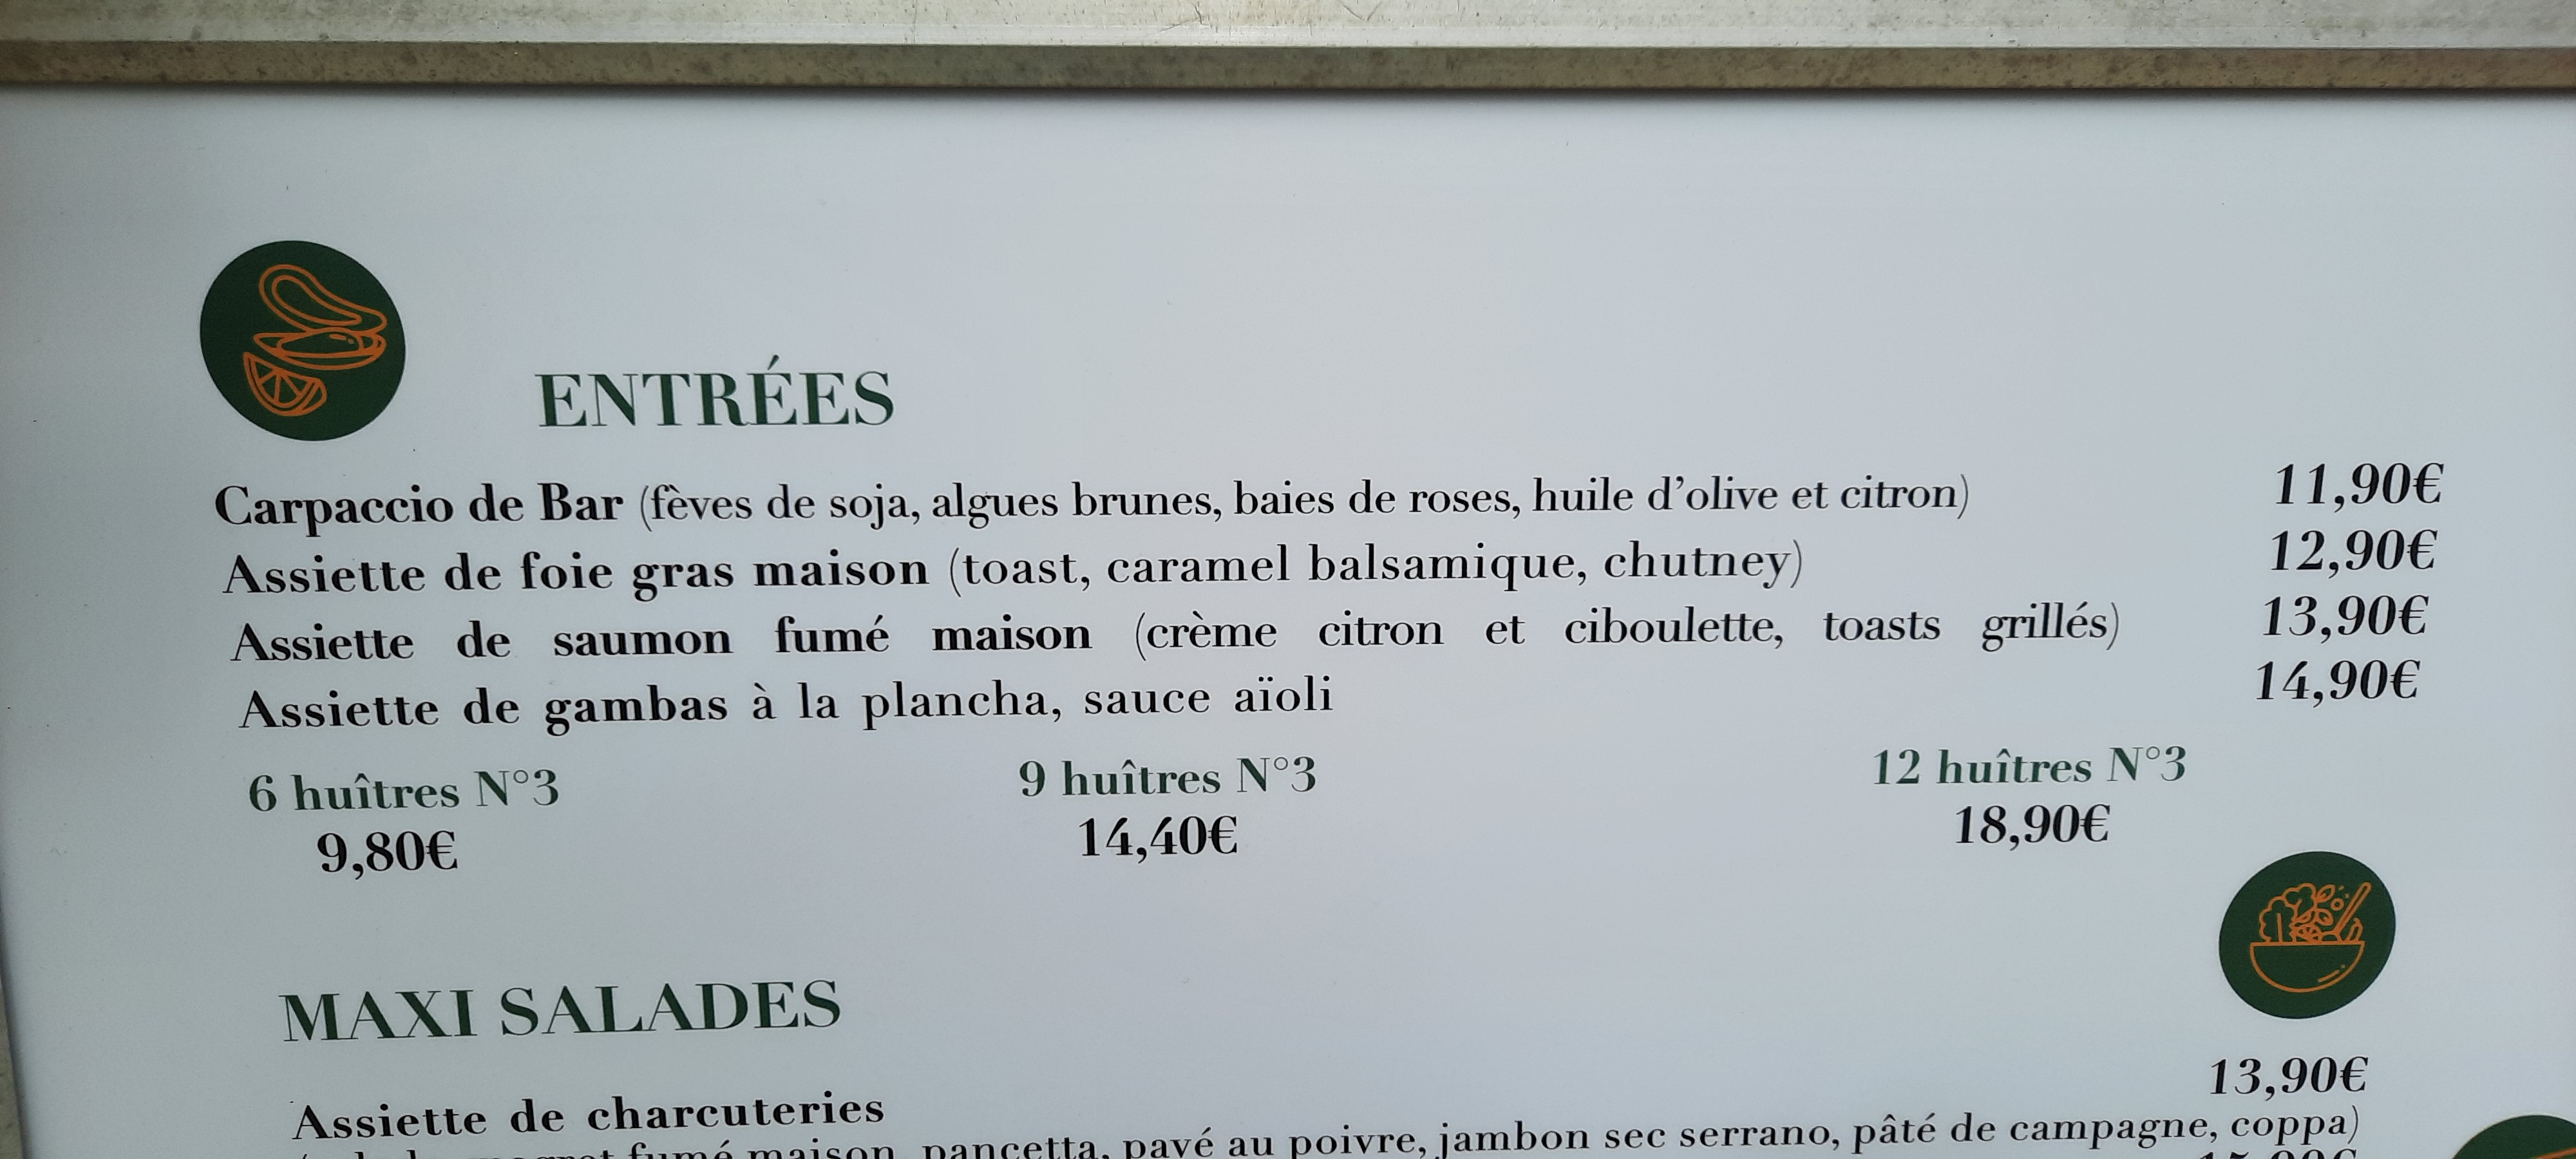 ENTRÉES
Carpaccio de Bar (fèves de soja, algues brunes, baies de roses, huile d'olive et citron) 11,90€
Assiette de foie gras maison (toast, caramel balsamique, chutney) 12,90€
Assiette de saumon fumé maison (crème citron et ciboulette, toasts grillés) 13,90€
Assiette de gambas à la plancha, sauce aïoli 14,90€
6 huîtres N°3 9 huîtres N°3 12 huîtres N°3
9,80€ 14,40€ 18,90€
MAXI SALADES
Assiette de charcuteries 13,90€
fumé maison, pancetta, pavé au poivre, jambon sec serrano, pâté de campagne, coppa)